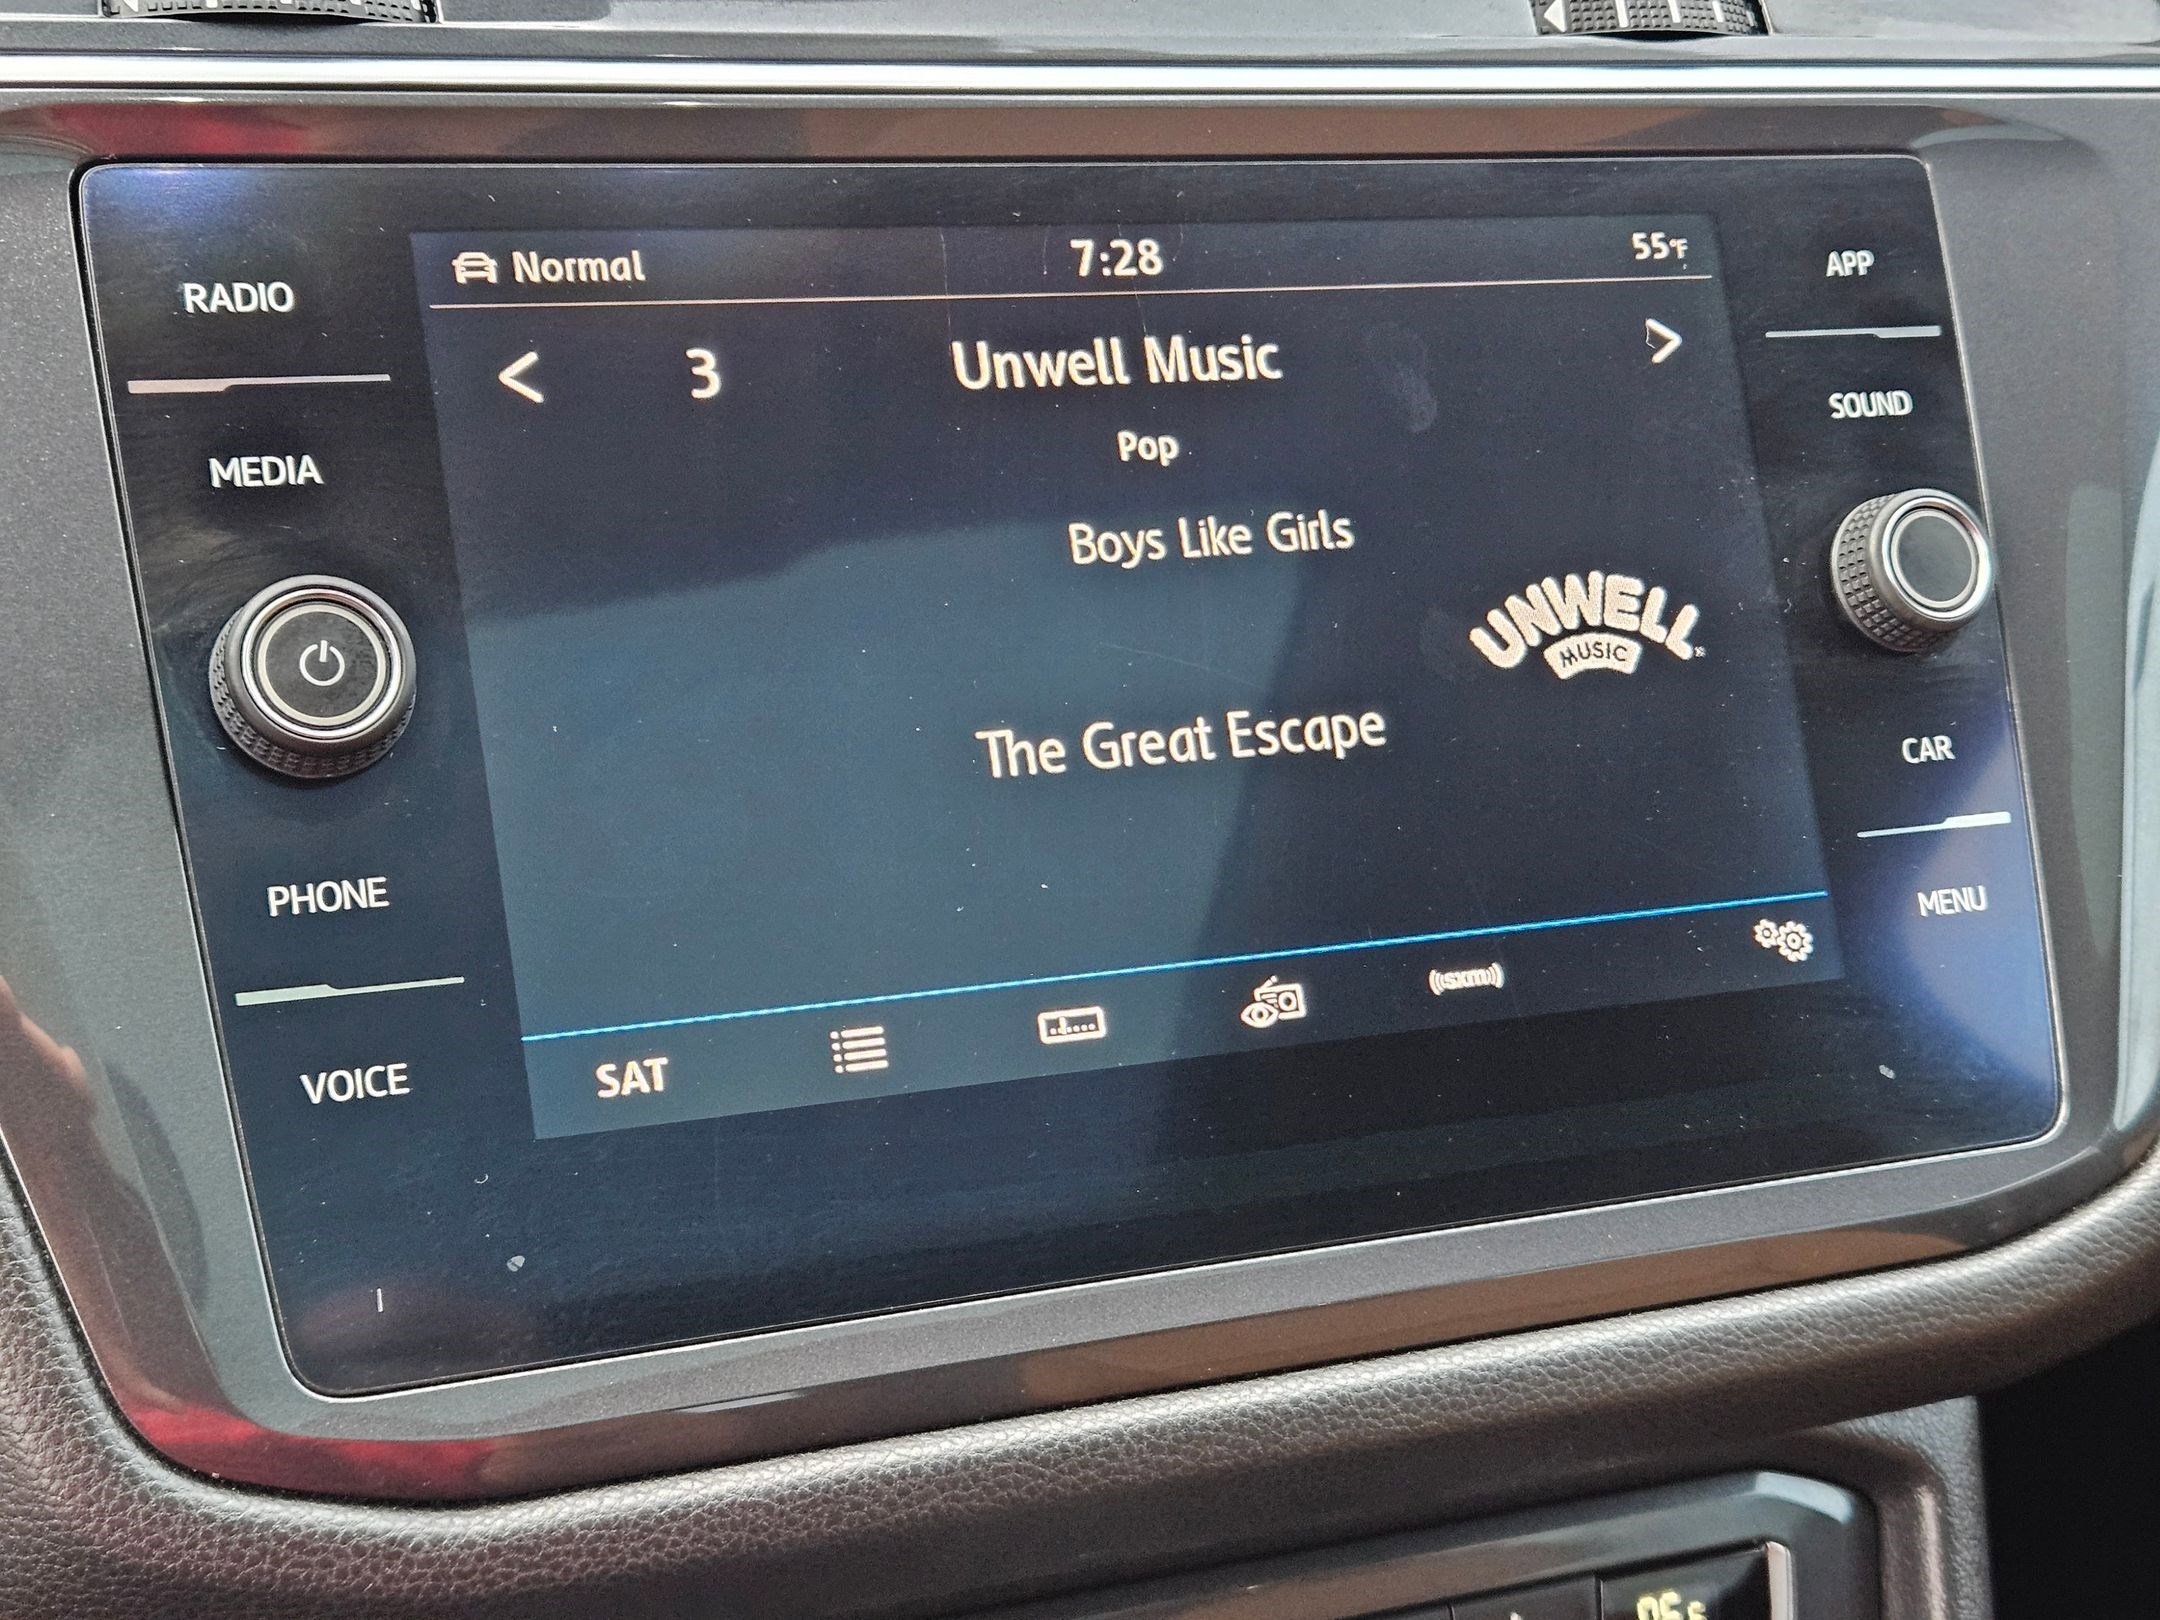 RADIO
MEDIA
PHONE
VOICE
Normal
7:28
55°F
3
Unwell Music
Pop
Boys Like Girls
UNWELL
MUSIC
The Great Escape
SAT
((sxm))
APP
SOUND
CAR
MENU